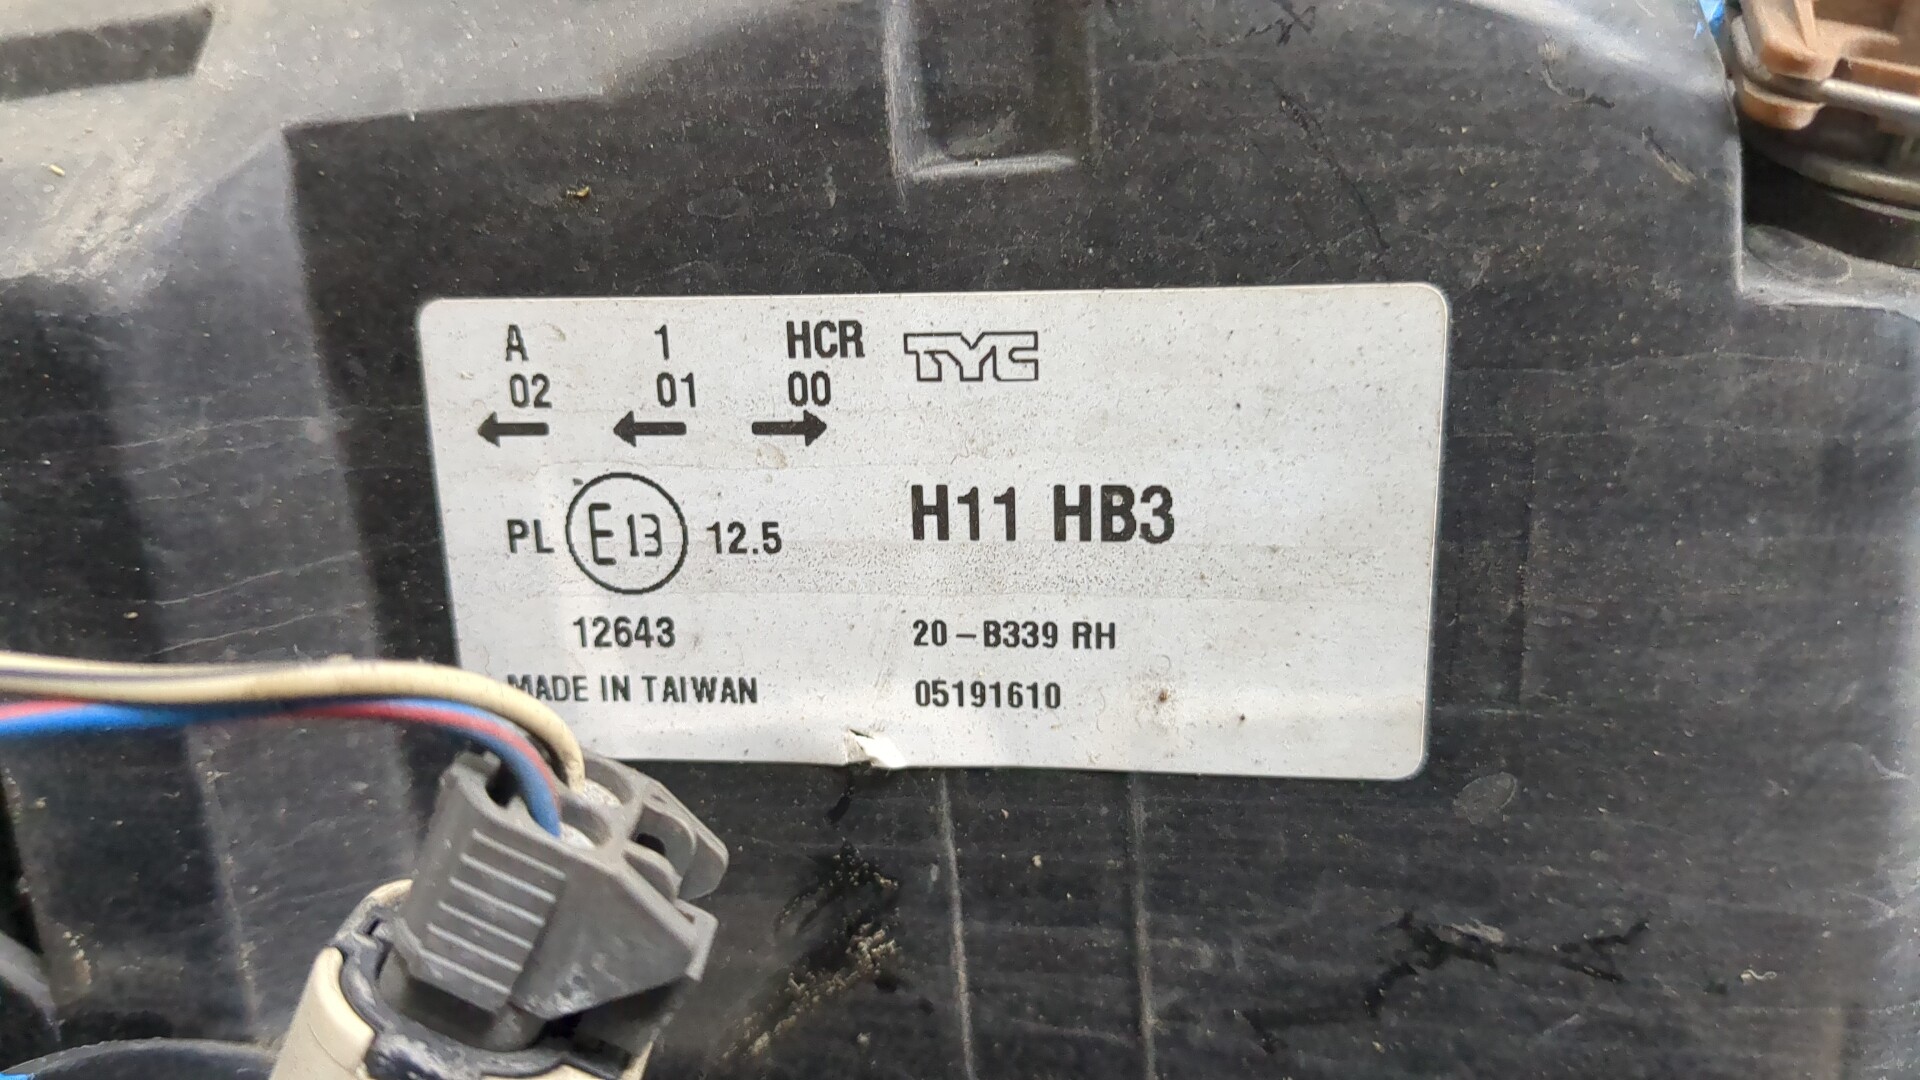 A 1 HCR TYC
02 01 00
← ← →
PL E13 12.5 H11 HB3
12643 20-B339 RH
MADE IN TAIWAN 05191610